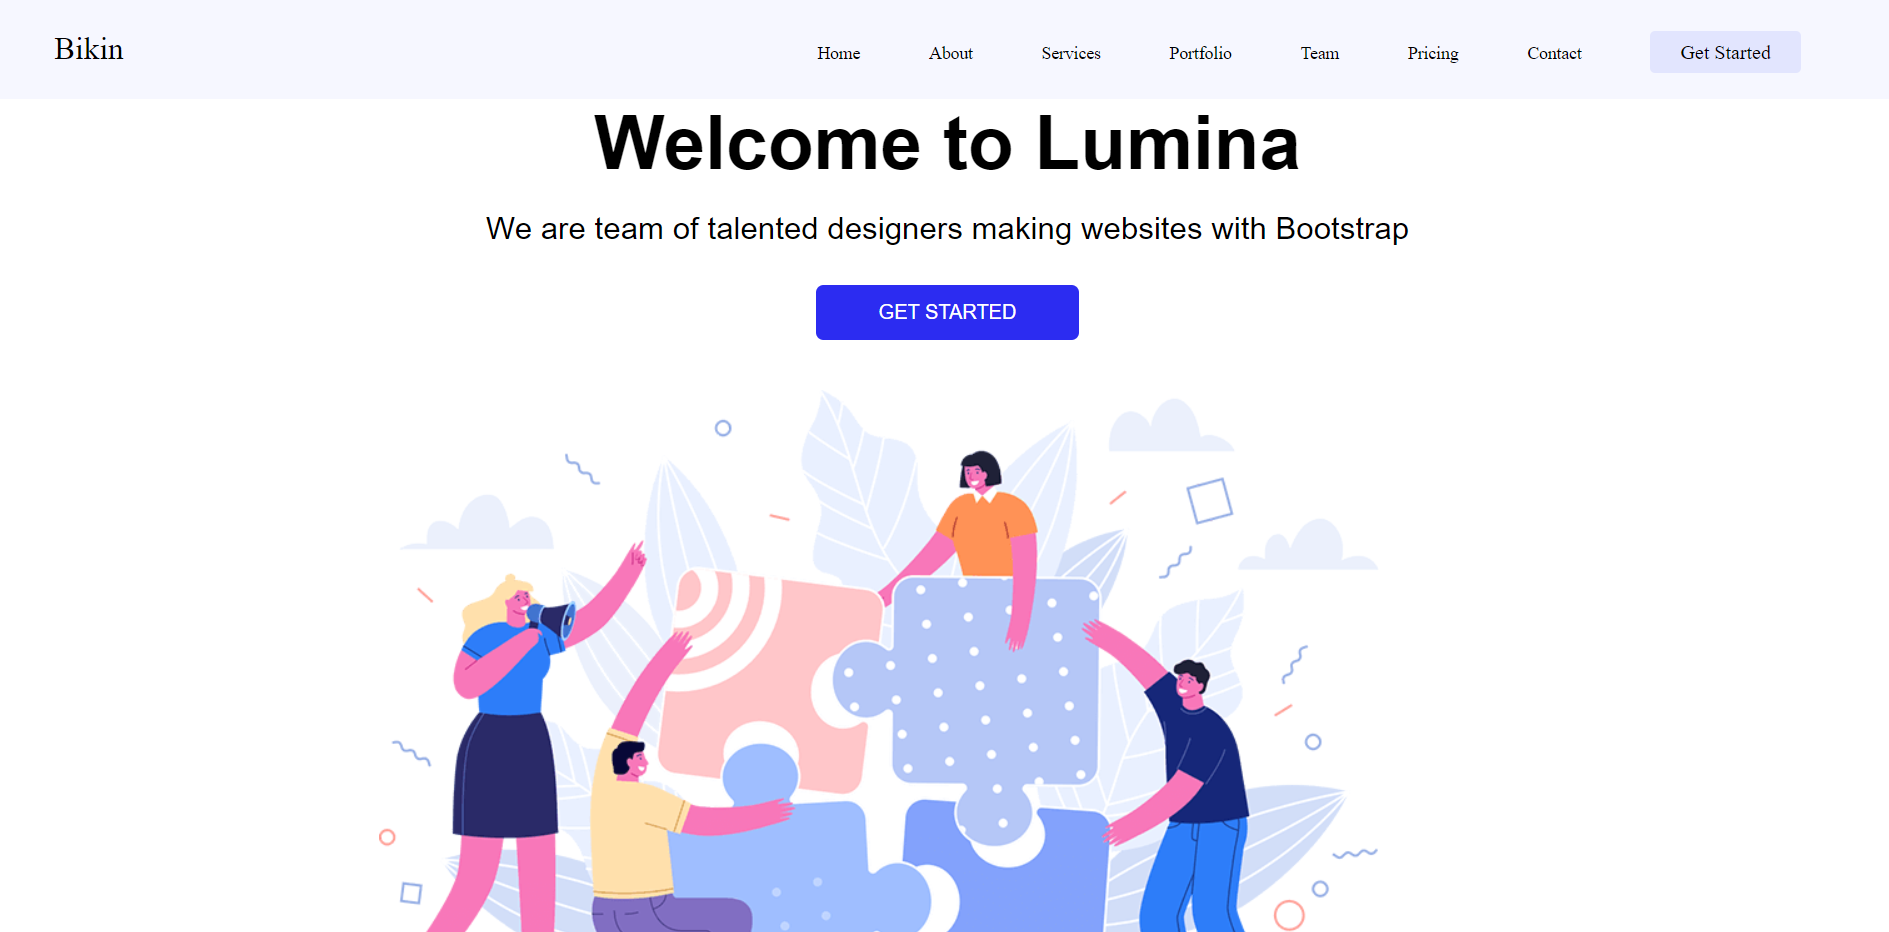 Bikin
Home About Services Portfolio Team Pricing Contact Get Started
Welcome to Lumina
We are team of talented designers making websites with Bootstrap
GET STARTED